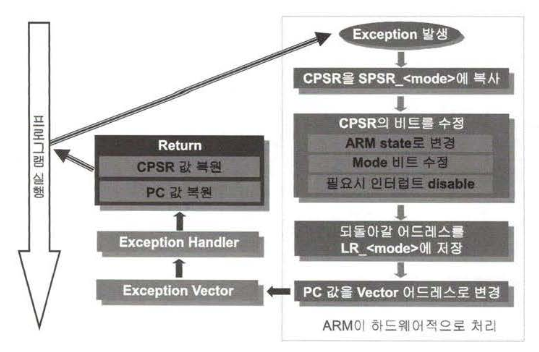 Exception 발생
CPSR을 SPSR_<mode>에 복사
CPSR의 비트를 수정
ARM state로 변경
Mode 비트 수정
필요시 인터럽트 disable
되돌아갈 어드레스를
LR_<mode>에 저장
PC 값을 Vector 어드레스로 변경
ARM이 하드웨어적으로 처리
Exception Vector
Exception Handler
Return
CPSR 값 복원
PC 값 복원
프로그램 실행